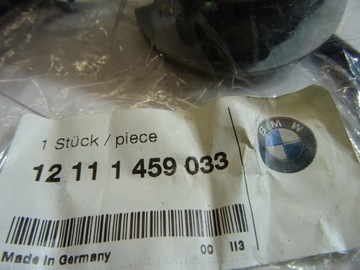 1 Stück / piece
12 11 1 459 033
BMW
Made in Germany 00 113